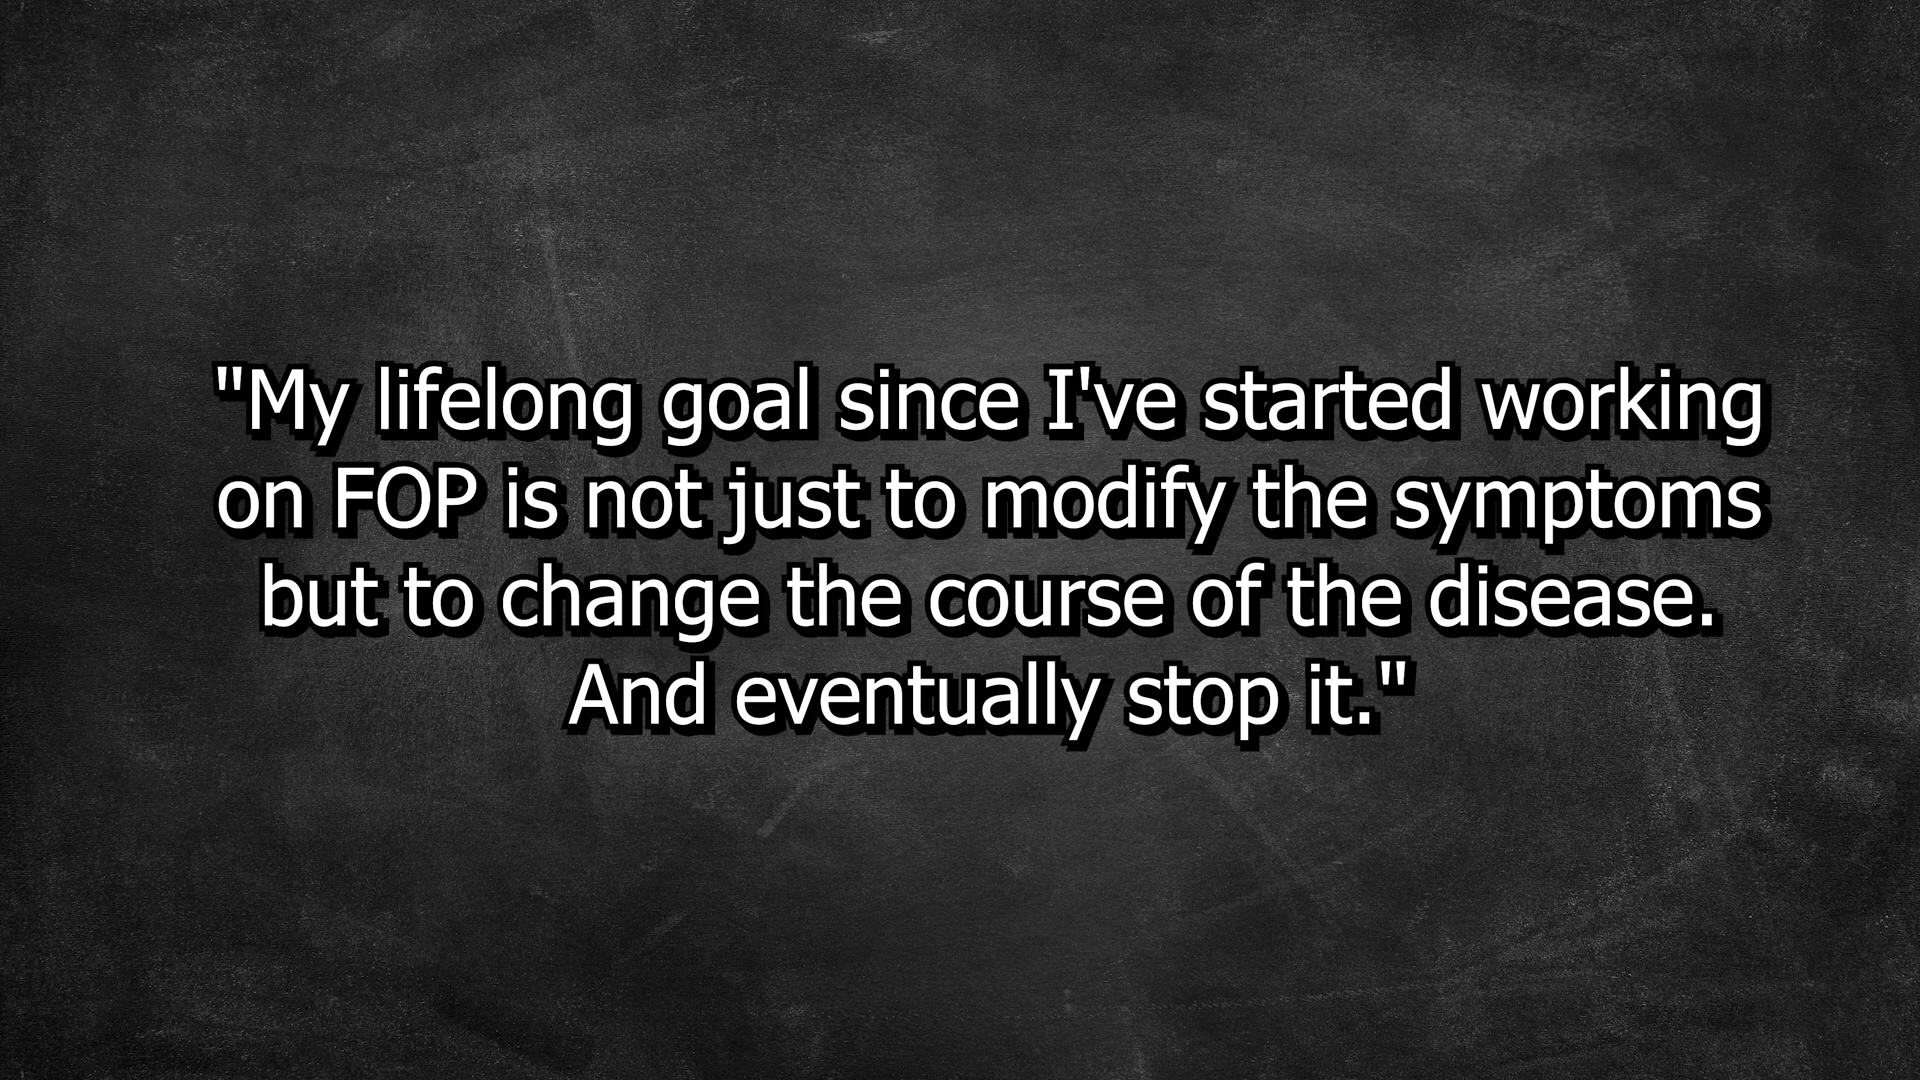 "My lifelong goal since I've started working
on FOP is not just to modify the symptoms
but to change the course of the disease.
And eventually stop it."